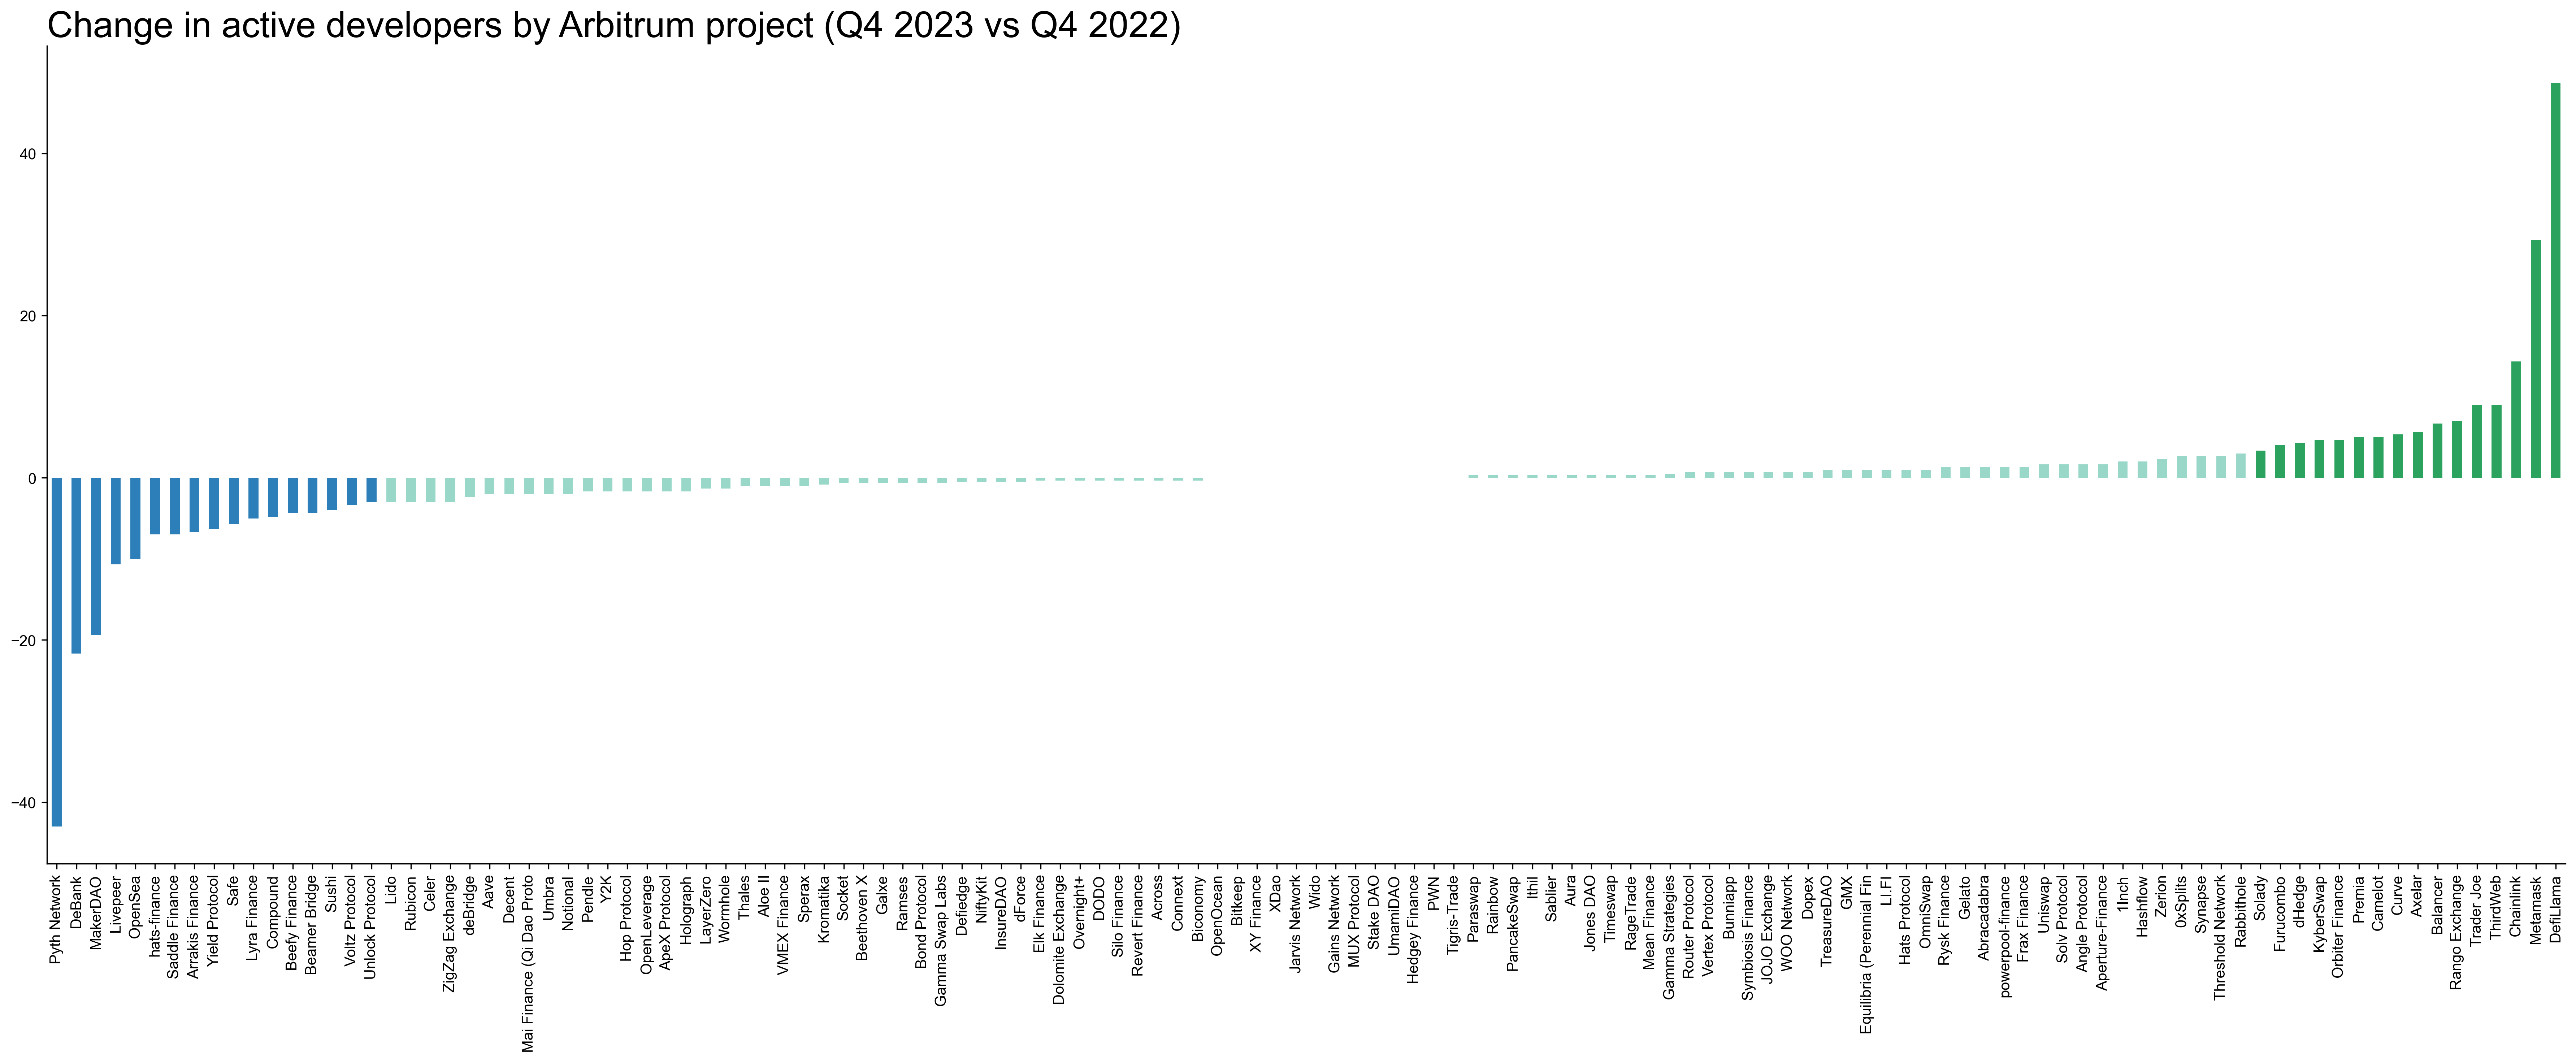 Change in active developers by Arbitrum project (Q4 2023 vs Q4 2022)
40
20
0
−20
−40
Pyth Network
DeBank
MakerDAO
Livepeer
OpenSea
hats-finance
Saddle Finance
Arrakis Finance
Yield Protocol
Safe
Lyra Finance
Compound
Beefy Finance
Beamer Bridge
Sushi
Voltz Protocol
Unlock Protocol
Lido
Rubicon
Celer
ZigZag Exchange
deBridge
Aave
Decent
Mai Finance (Qi Dao Proto
Umbra
Notional
Pendle
Y2K
Hop Protocol
OpenLeverage
ApeX Protocol
Holograph
LayerZero
Wormhole
Thales
Aloe II
VMEX Finance
Sperax
Kromatika
Socket
Beethoven X
Galxe
Ramses
Bond Protocol
Gamma Swap Labs
Defiedge
NiftyKit
InsureDAO
dForce
Elk Finance
Dolomite Exchange
Overnight+
DODO
Silo Finance
Revert Finance
Across
Connext
Biconomy
OpenOcean
Bitkeep
XY Finance
XDao
Jarvis Network
Wido
Gains Network
MUX Protocol
Stake DAO
UmamiDAO
Hedgey Finance
PWN
Tigris-Trade
Paraswap
Rainbow
PancakeSwap
Ithil
Sablier
Aura
Jones DAO
Timeswap
RageTrade
Mean Finance
Gamma Strategies
Router Protocol
Vertex Protocol
Bunniapp
Symbiosis Finance
JOJO Exchange
WOO Network
Dopex
TreasureDAO
GMX
Equilibria (Perennial Fin
LI.FI
Hats Protocol
OmniSwap
Rysk Finance
Gelato
Abracadabra
powerpool-finance
Frax Finance
Uniswap
Solv Protocol
Angle Protocol
Aperture-Finance
1Inch
Hashflow
Zerion
0xSplits
Synapse
Threshold Network
Rabbithole
Solady
Furucombo
dHedge
KyberSwap
Orbiter Finance
Premia
Camelot
Curve
Axelar
Balancer
Rango Exchange
Trader Joe
ThirdWeb
Chainlink
Metamask
DefiLlama